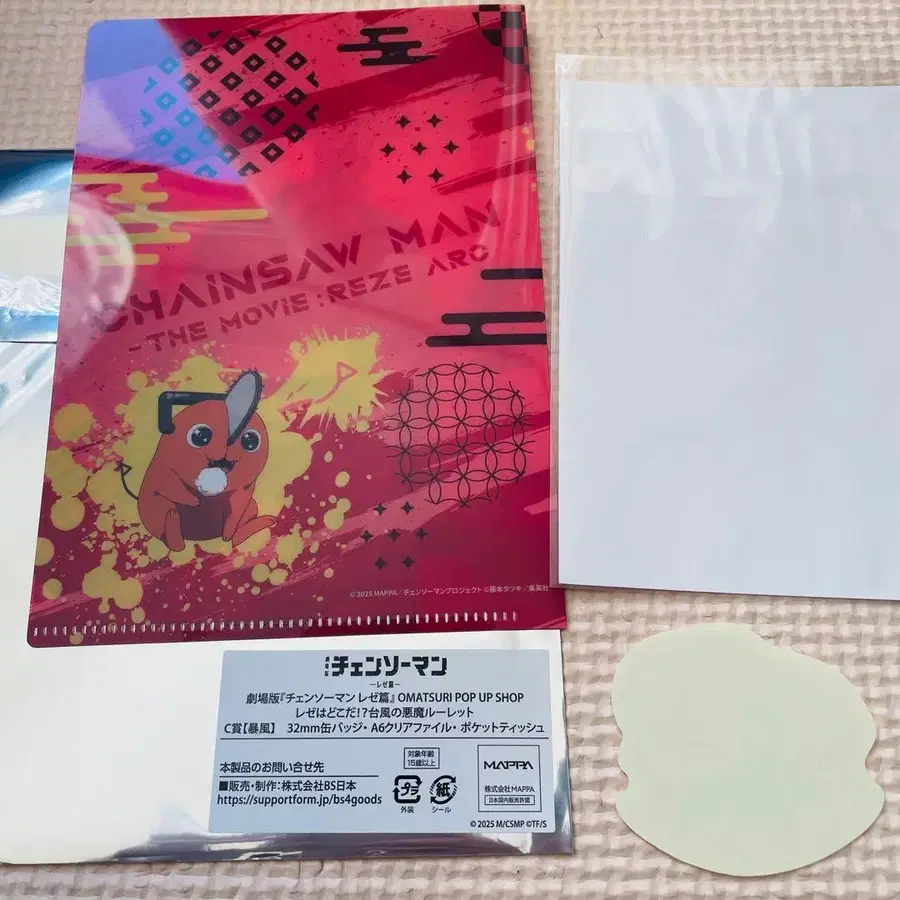 CHAINSAW MAN
-THE MOVIE:REZE ARC
© 2025 MAPPA／チェンソーマンプロジェクト ©藤本タツキ／集英社
劇場版 チェンソーマン
―レゼ篇―
劇場版『チェンソーマン レゼ篇』 OMATSURI POP UP SHOP
レゼはどこだ!?台風の悪魔ルーレット
C賞【暴風】 32mm缶バッジ・A6クリアファイル・ポケットティッシュ
対象年齢
15歳以上
本製品のお問い合せ先
■販売・制作：株式会社BS日本
https://supportform.jp/bs4goods
プラ
外装
紙
シール
MAPPA
株式会社MAPPA
日本国内販売許諾
© 2025 M/CSMP ©TF/S